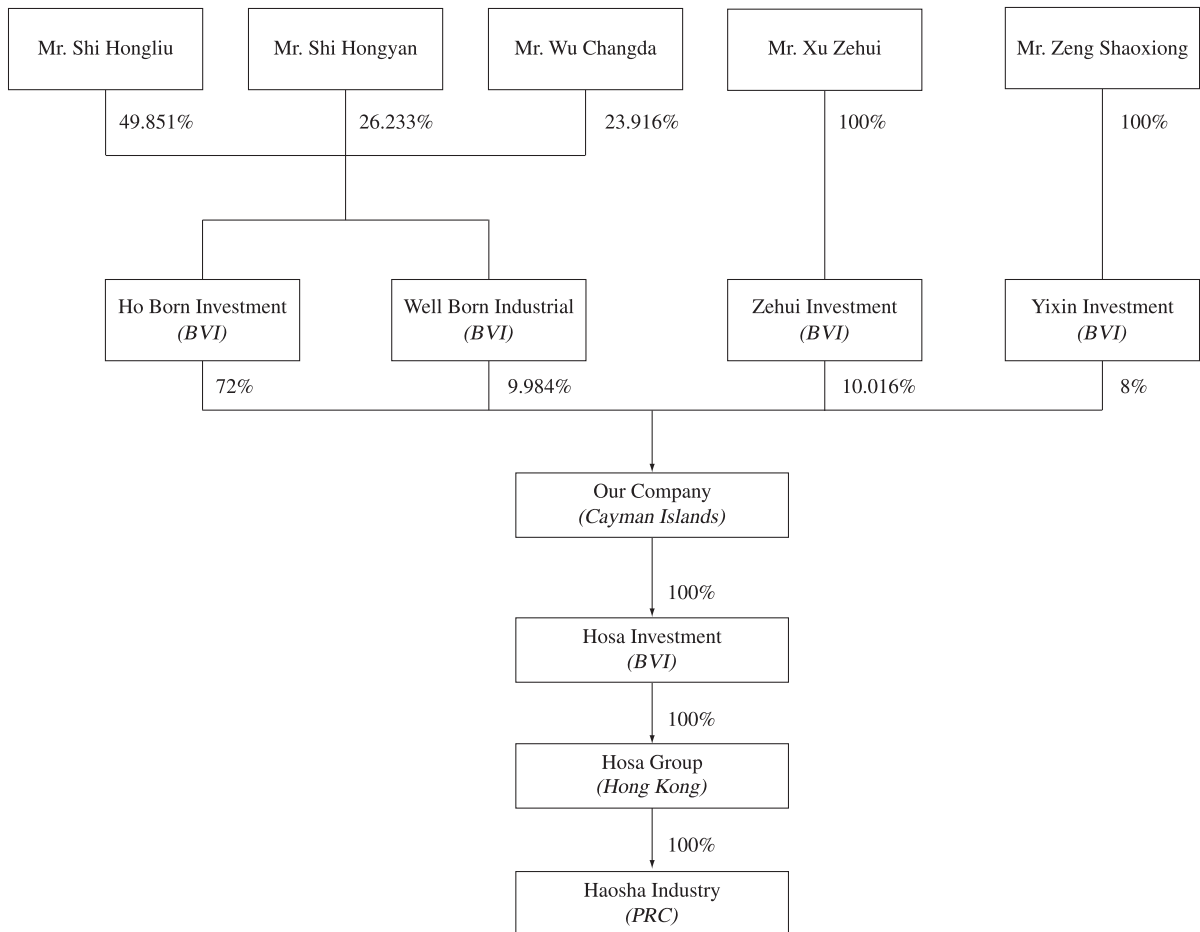 Mr. Shi Hongliu
Mr. Shi Hongyan
Mr. Wu Changda
Mr. Xu Zehui
Mr. Zeng Shaoxiong
49.851%
26.233%
23.916%
100%
100%
Ho Born Investment
(BVI)
Well Born Industrial
(BVI)
Zehui Investment
(BVI)
Yixin Investment
(BVI)
72%
9.984%
10.016%
8%
Our Company
(Cayman Islands)
100%
Hosa Investment
(BVI)
100%
Hosa Group
(Hong Kong)
100%
Haosha Industry
(PRC)